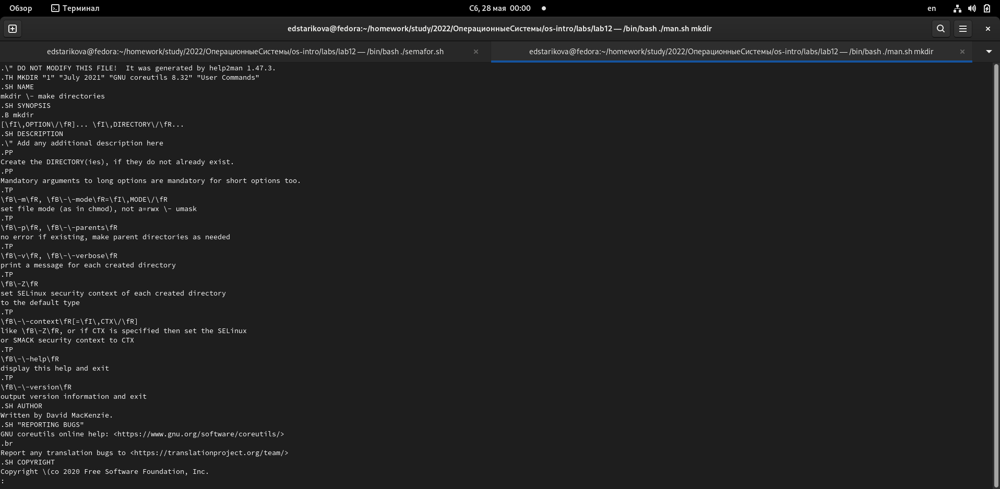 Обзор Терминал Сб, 28 мая 00:00 en
edstarikova@fedora:~/homework/study/2022/ОперационныеСистемы/os-intro/labs/lab12 — /bin/bash ./man.sh mkdir
edstarikova@fedora:~/homework/study/2022/ОперационныеСистемы/os-intro/labs/lab12 — /bin/bash ./semafor.sh × edstarikova@fedora:~/homework/study/2022/ОперационныеСистемы/os-intro/labs/lab12 — /bin/bash ./man.sh mkdir ×
.\" DO NOT MODIFY THIS FILE!  It was generated by help2man 1.47.3.
.TH MKDIR "1" "July 2021" "GNU coreutils 8.32" "User Commands"
.SH NAME
mkdir \- make directories
.SH SYNOPSIS
.B mkdir
[\fI\,OPTION\/\fR]... \fI\,DIRECTORY\/\fR...
.SH DESCRIPTION
.\" Add any additional description here
.PP
Create the DIRECTORY(ies), if they do not already exist.
.PP
Mandatory arguments to long options are mandatory for short options too.
.TP
\fB\-m\fR, \fB\-\-mode\fR=\fI\,MODE\/\fR
set file mode (as in chmod), not a=rwx \- umask
.TP
\fB\-p\fR, \fB\-\-parents\fR
no error if existing, make parent directories as needed
.TP
\fB\-v\fR, \fB\-\-verbose\fR
print a message for each created directory
.TP
\fB\-Z\fR
set SELinux security context of each created directory
to the default type
.TP
\fB\-\-context\fR[=\fI\,CTX\/\fR]
like \fB\-Z\fR, or if CTX is specified then set the SELinux
or SMACK security context to CTX
.TP
\fB\-\-help\fR
display this help and exit
.TP
\fB\-\-version\fR
output version information and exit
.SH AUTHOR
Written by David MacKenzie.
.SH "REPORTING BUGS"
GNU coreutils online help: <https://www.gnu.org/software/coreutils/>
.br
Report any translation bugs to <https://translationproject.org/team/>
.SH COPYRIGHT
Copyright \(co 2020 Free Software Foundation, Inc.
: